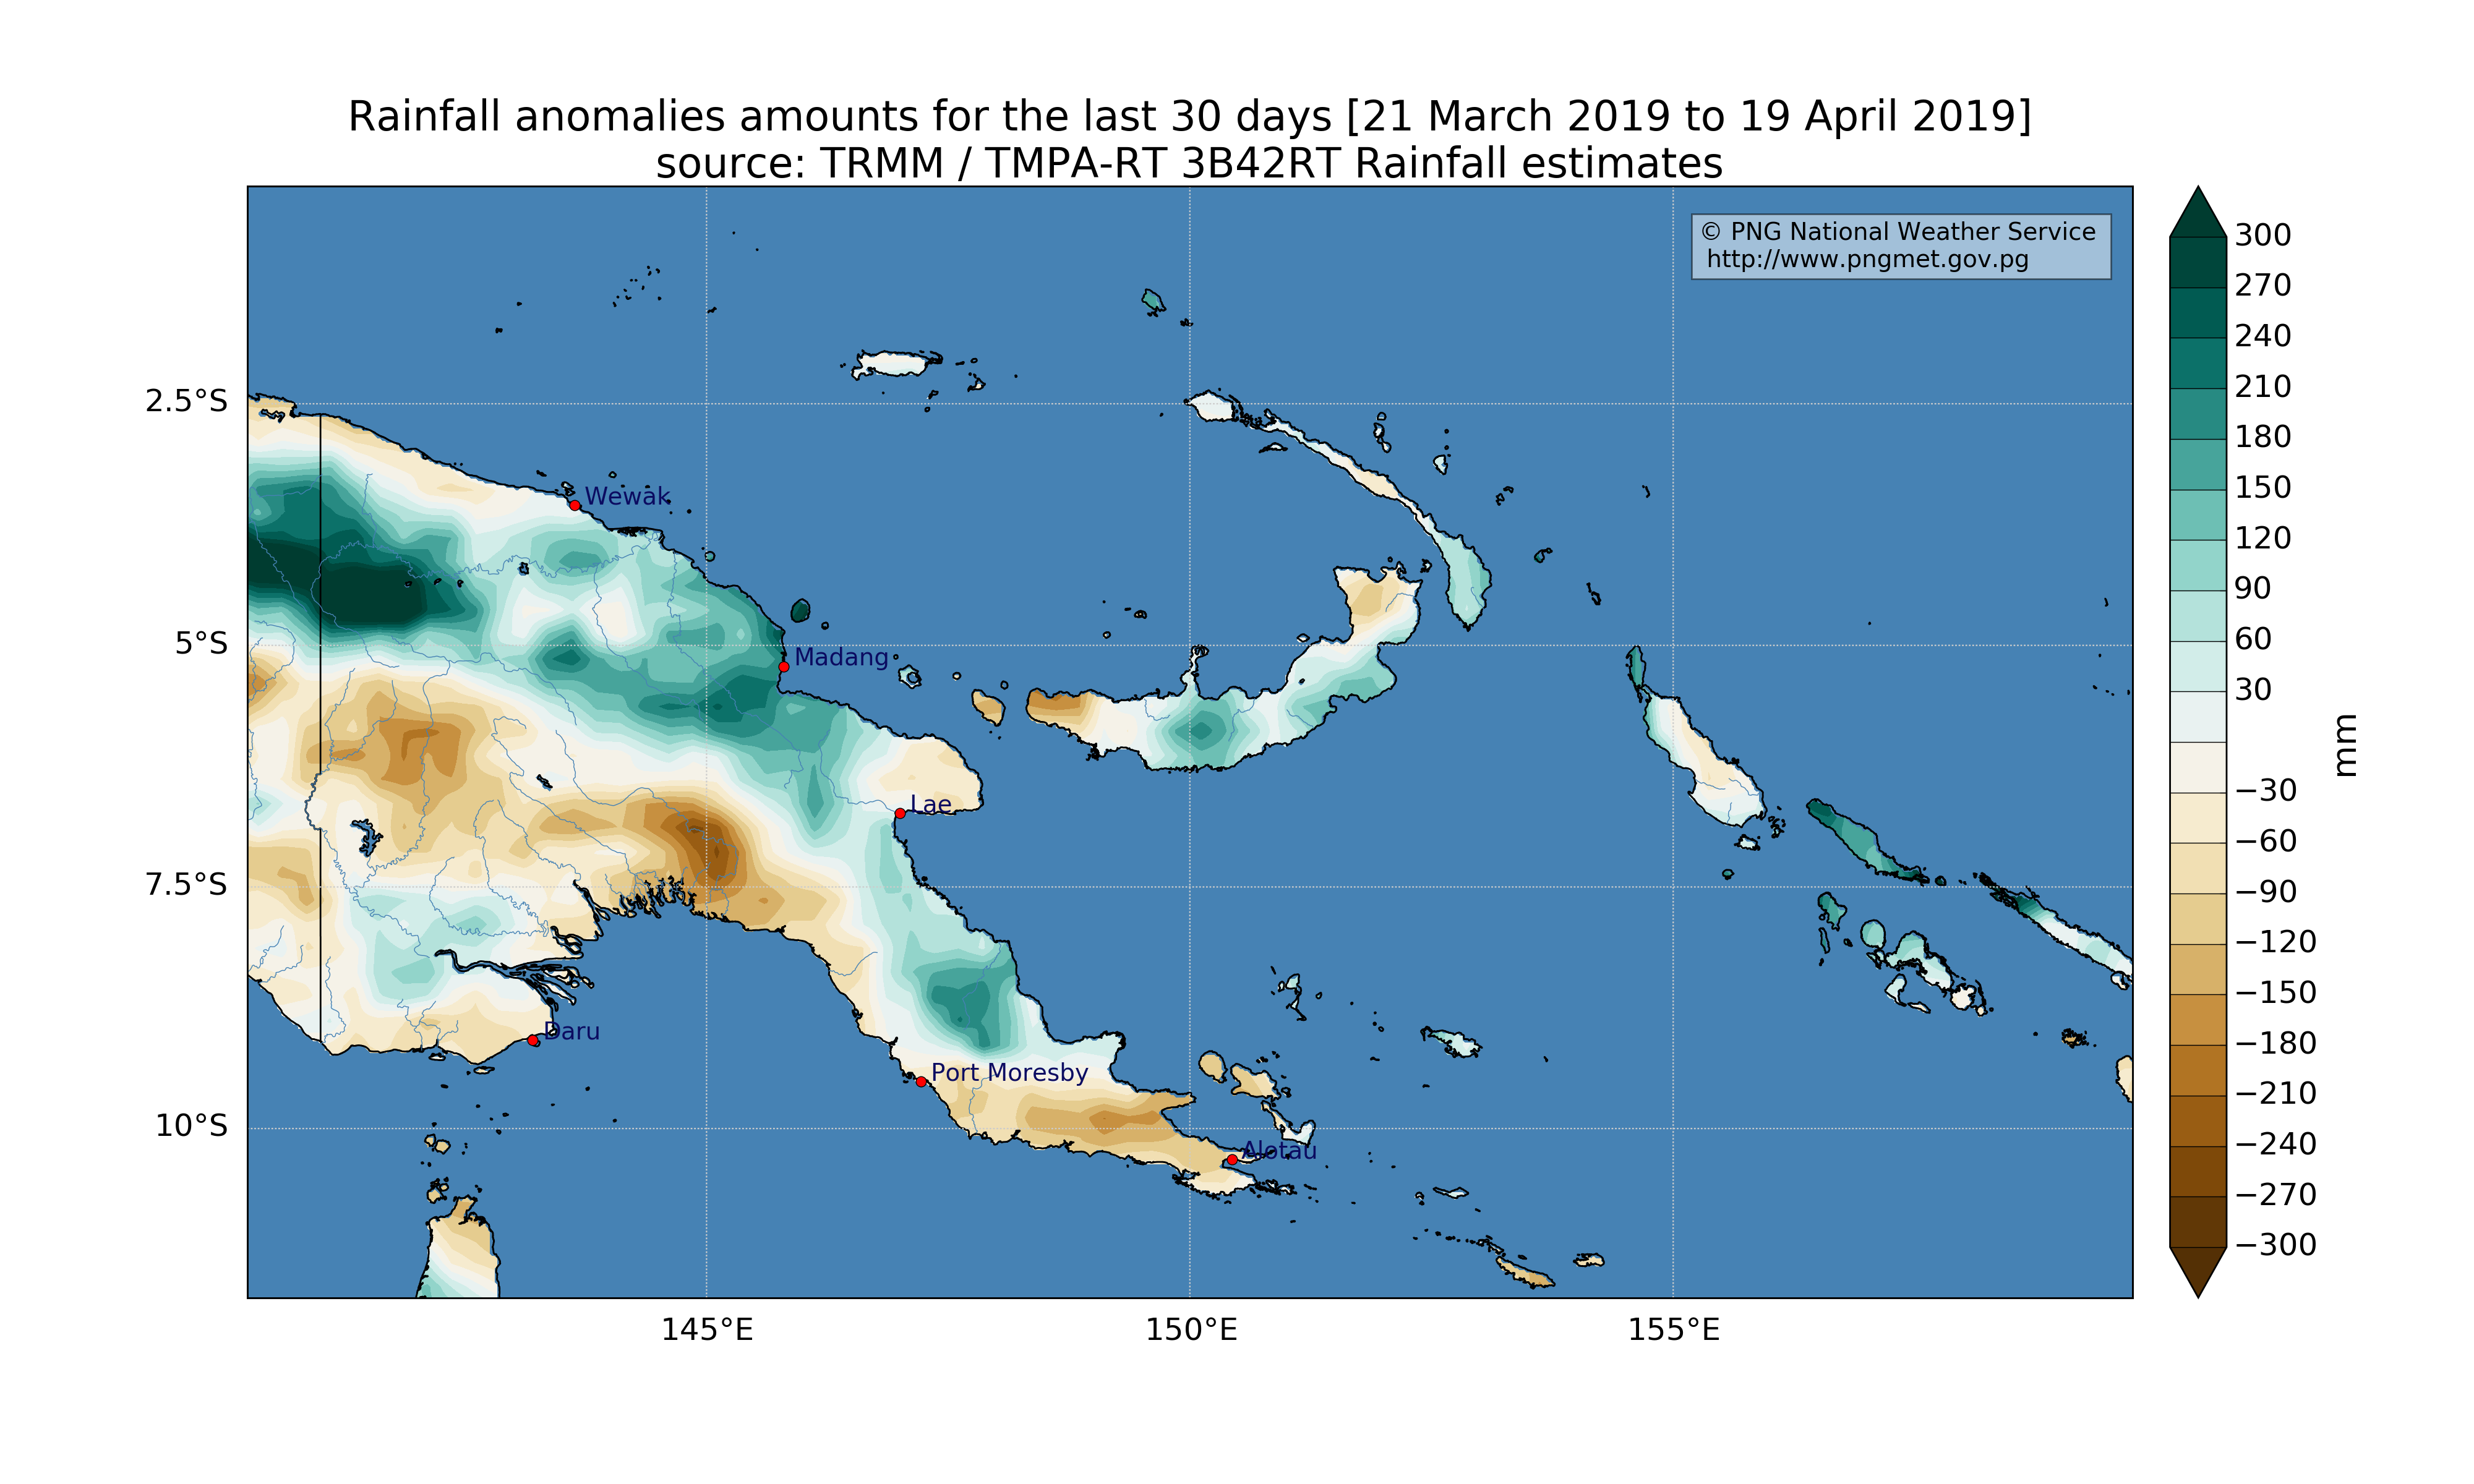 Rainfall anomalies amounts for the last 30 days [21 March 2019 to 19 April 2019]
source: TRMM / TMPA-RT 3B42RT Rainfall estimates
© PNG National Weather Service
http://www.pngmet.gov.pg
2.5°S
5°S
7.5°S
10°S
145°E
150°E
155°E
Wewak
Madang
Lae
Daru
Port Moresby
Alotau
300
270
240
210
180
150
120
90
60
30
−30
−60
−90
−120
−150
−180
−210
−240
−270
−300
mm